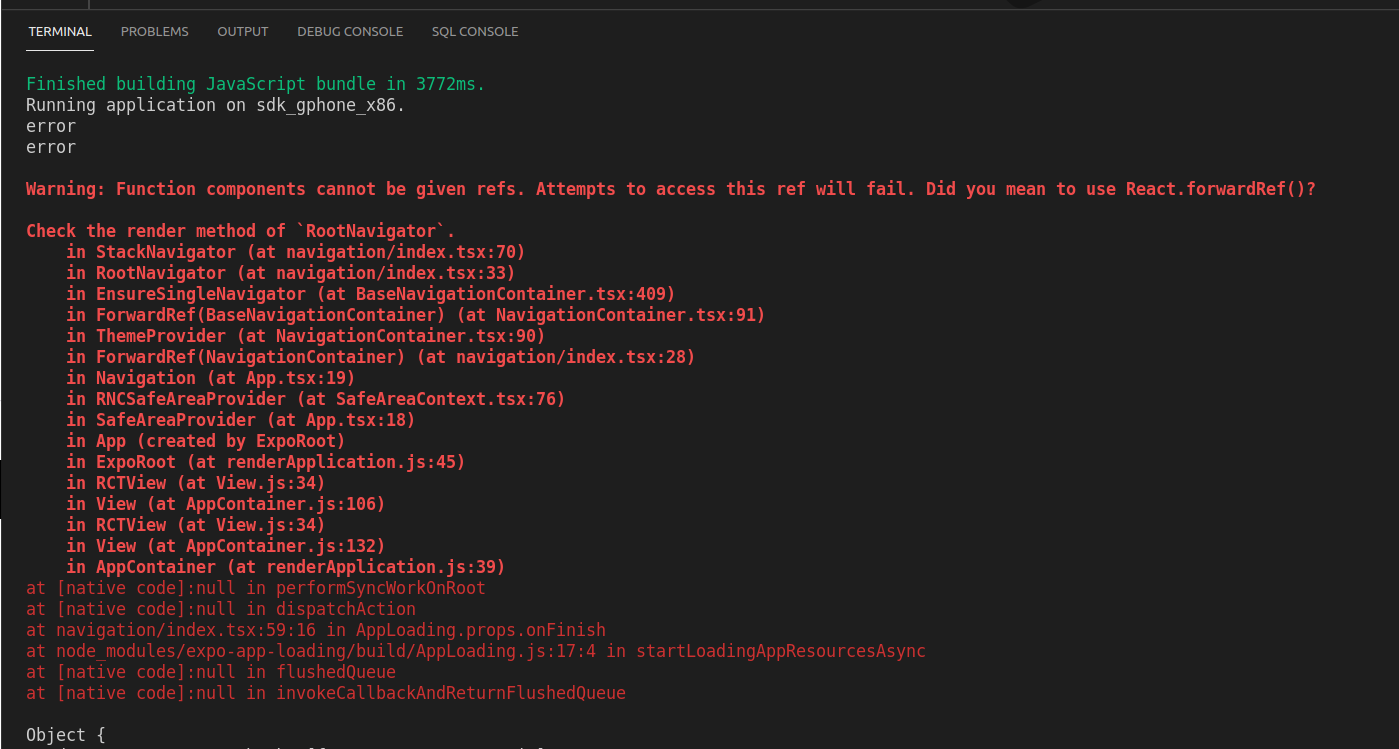 TERMINAL PROBLEMS OUTPUT DEBUG CONSOLE SQL CONSOLE
Finished building JavaScript bundle in 3772ms.
Running application on sdk_gphone_x86.
error
error
Warning: Function components cannot be given refs. Attempts to access this ref will fail. Did you mean to use React.forwardRef()?
Check the render method of `RootNavigator`.
    in StackNavigator (at navigation/index.tsx:70)
    in RootNavigator (at navigation/index.tsx:33)
    in EnsureSingleNavigator (at BaseNavigationContainer.tsx:409)
    in ForwardRef(BaseNavigationContainer) (at NavigationContainer.tsx:91)
    in ThemeProvider (at NavigationContainer.tsx:90)
    in ForwardRef(NavigationContainer) (at navigation/index.tsx:28)
    in Navigation (at App.tsx:19)
    in RNCSafeAreaProvider (at SafeAreaContext.tsx:76)
    in SafeAreaProvider (at App.tsx:18)
    in App (created by ExpoRoot)
    in ExpoRoot (at renderApplication.js:45)
    in RCTView (at View.js:34)
    in View (at AppContainer.js:106)
    in RCTView (at View.js:34)
    in View (at AppContainer.js:132)
    in AppContainer (at renderApplication.js:39)
at [native code]:null in performSyncWorkOnRoot
at [native code]:null in dispatchAction
at navigation/index.tsx:59:16 in AppLoading.props.onFinish
at node_modules/expo-app-loading/build/AppLoading.js:17:4 in startLoadingAppResourcesAsync
at [native code]:null in flushedQueue
at [native code]:null in invokeCallbackAndReturnFlushedQueue
Object {